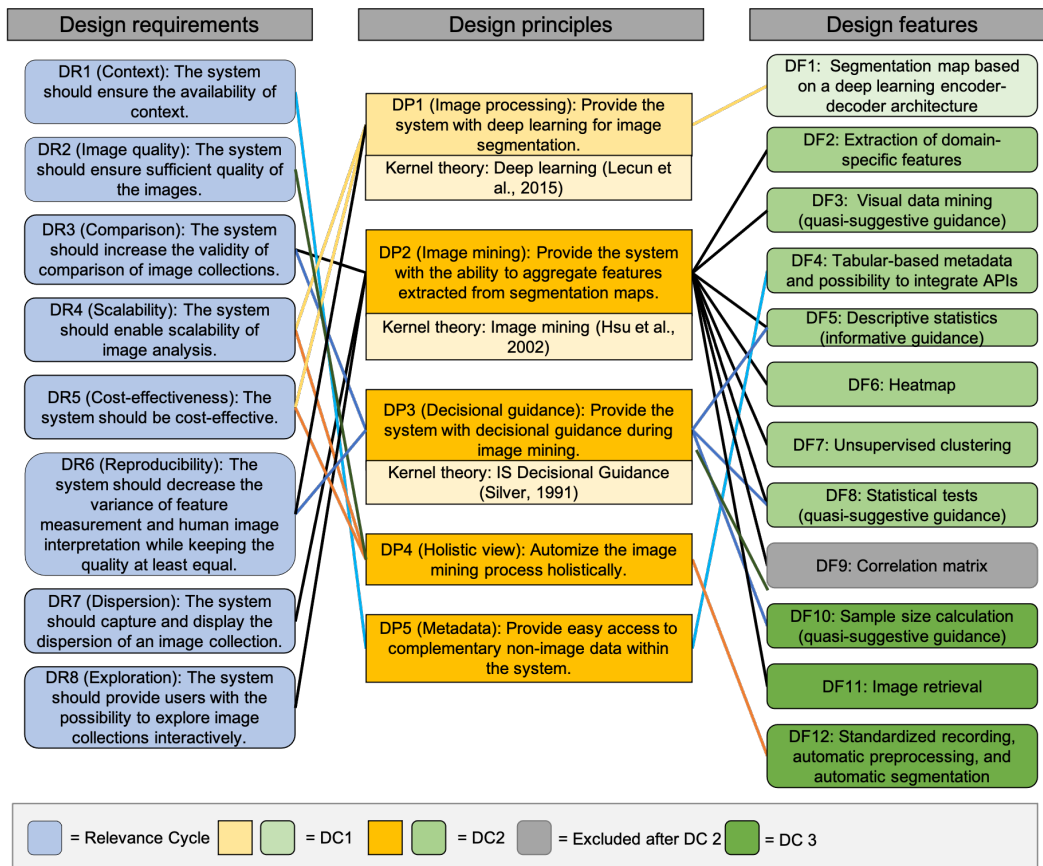 Design requirements
DR1 (Context): The system
should ensure the availability of
context.
DR2 (Image quality): The system
should ensure sufficient quality of
the images.
DR3 (Comparison): The system
should increase the validity of
comparison of image collections.
DR4 (Scalability): The system
should enable scalability of
image analysis.
DR5 (Cost-effectiveness): The
system should be cost-effective.
DR6 (Reproducibility): The
system should decrease the
variance of feature
measurement and human image
interpretation while keeping the
quality at least equal.
DR7 (Dispersion): The system
should capture and display the
dispersion of an image collection.
DR8 (Exploration): The system
should provide users with the
possibility to explore image
collections interactively.
Design principles
DP1 (Image processing): Provide the
system with deep learning for image
segmentation.
Kernel theory: Deep learning (Lecun et
al., 2015)
DP2 (Image mining): Provide the system
with the ability to aggregate features
extracted from segmentation maps.
Kernel theory: Image mining (Hsu et al.,
2002)
DP3 (Decisional guidance): Provide the
system with decisional guidance during
image mining.
Kernel theory: IS Decisional Guidance
(Silver, 1991)
DP4 (Holistic view): Automize the image
mining process holistically.
DP5 (Metadata): Provide easy access to
complementary non-image data within
the system.
Design features
DF1: Segmentation map based
on a deep learning encoder-
decoder architecture
DF2: Extraction of domain-
specific features
DF3: Visual data mining
(quasi-suggestive guidance)
DF4: Tabular-based metadata
and possibility to integrate APIs
DF5: Descriptive statistics
(informative guidance)
DF6: Heatmap
DF7: Unsupervised clustering
DF8: Statistical tests
(quasi-suggestive guidance)
DF9: Correlation matrix
DF10: Sample size calculation
(quasi-suggestive guidance)
DF11: Image retrieval
DF12: Standardized recording,
automatic preprocessing, and
automatic segmentation
= Relevance Cycle
= DC1
= DC2
= Excluded after DC 2
= DC 3